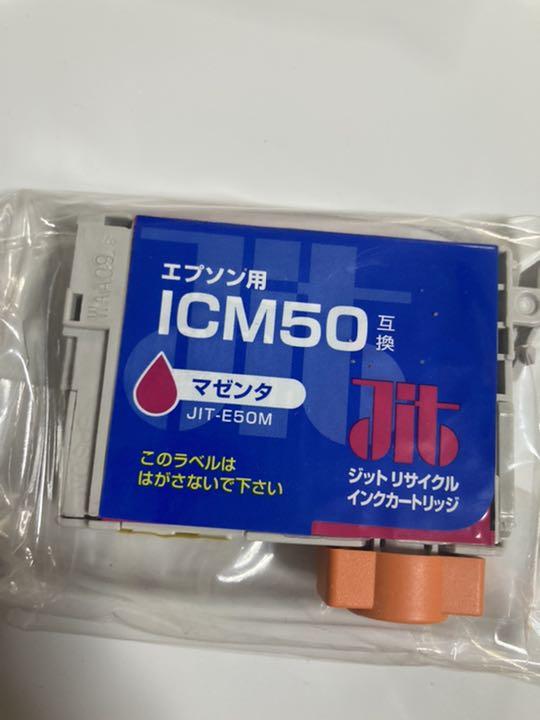 エプソン用
ICM50 互換
マゼンタ
JIT-E50M
このラベルは
はがさないで下さい
Jit
ジット リサイクル
インクカートリッジ